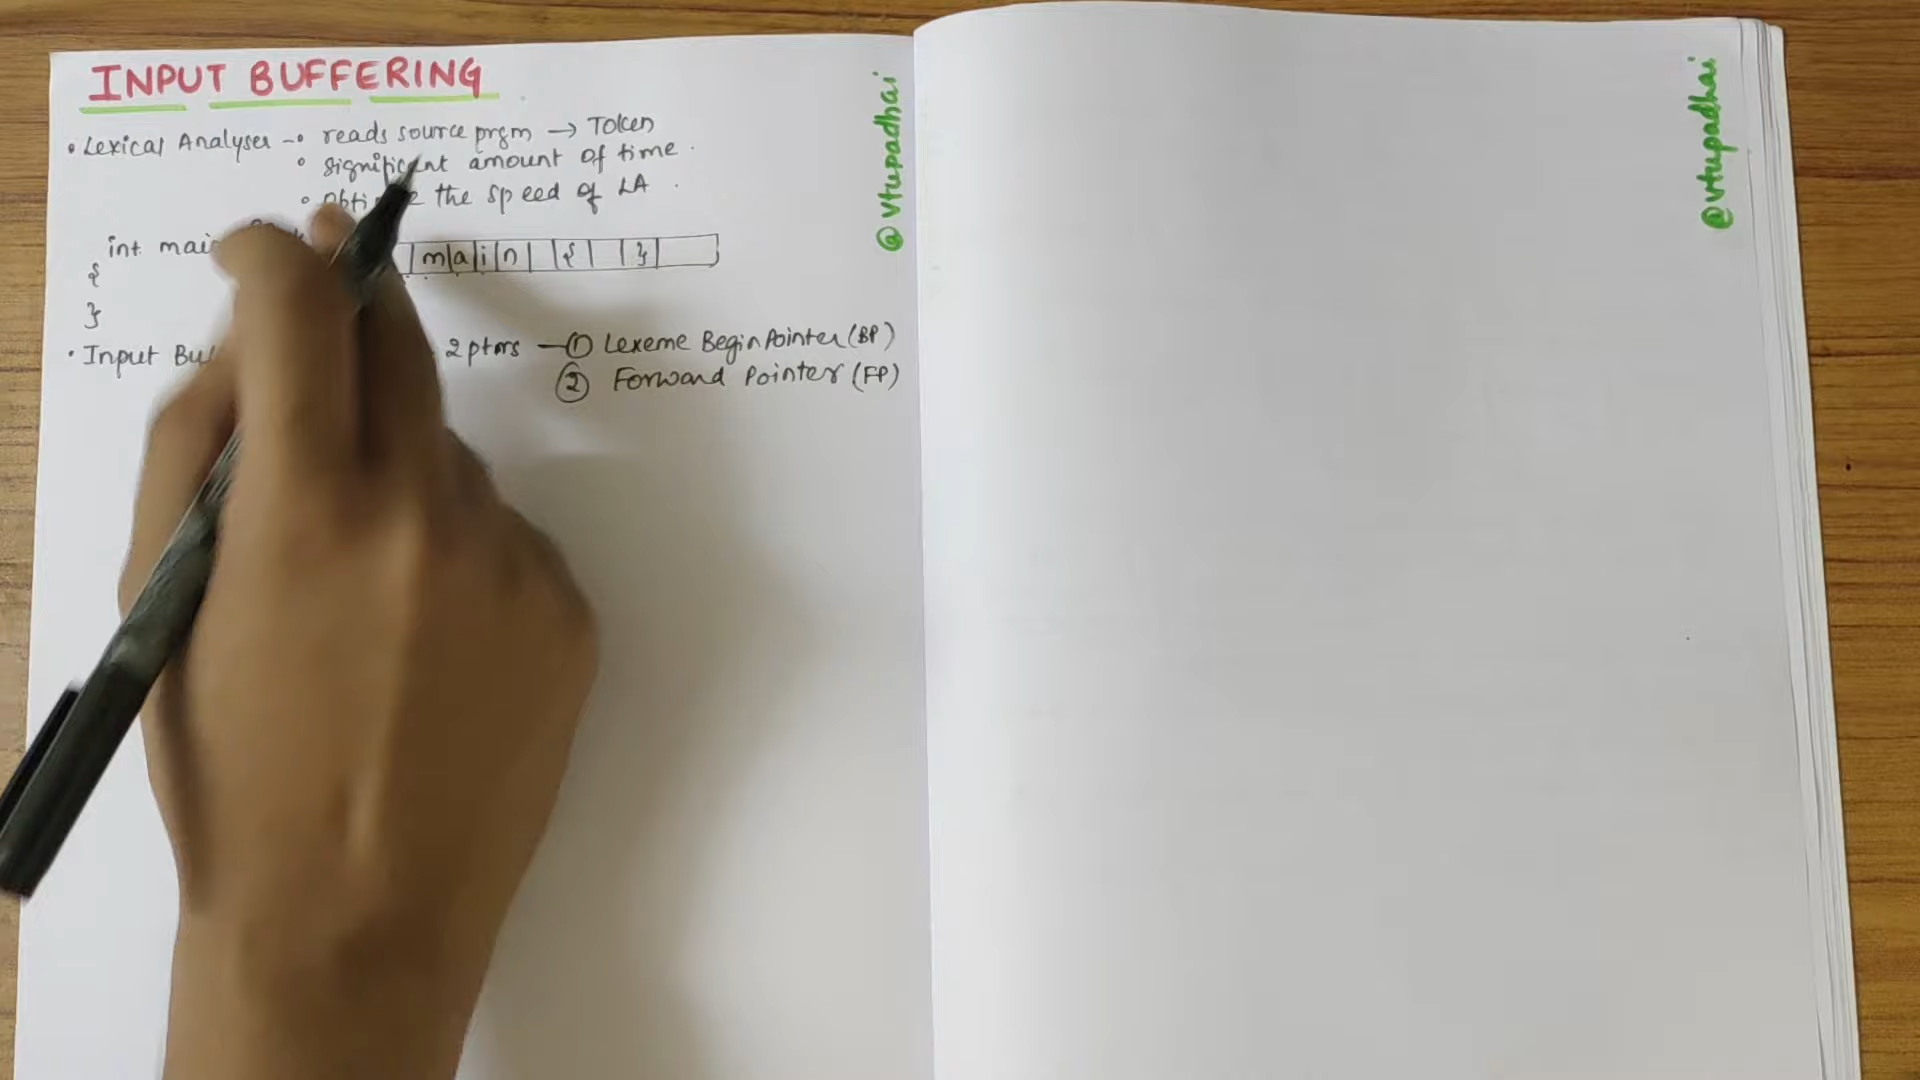 INPUT BUFFERING
• Lexical Analyser – ∘ reads source prgm → Token
∘ significant amount of time.
∘ the speed of LA.
int
m a i n { }
{
}
• Input 2 ptrs — ① Lexeme Begin Pointer (BP)
② Forward Pointer (FP)
@vtupadhai
@vtupadhai